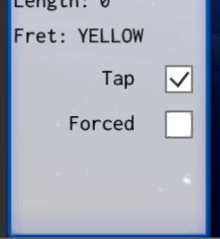 Length: 0
Fret: YELLOW
Tap
Forced